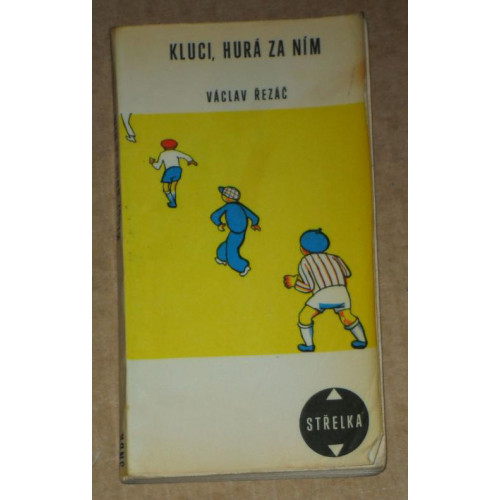 KLUCI, HURÁ ZA NÍM
VÁCLAV ŘEZÁČ
STŘELKA